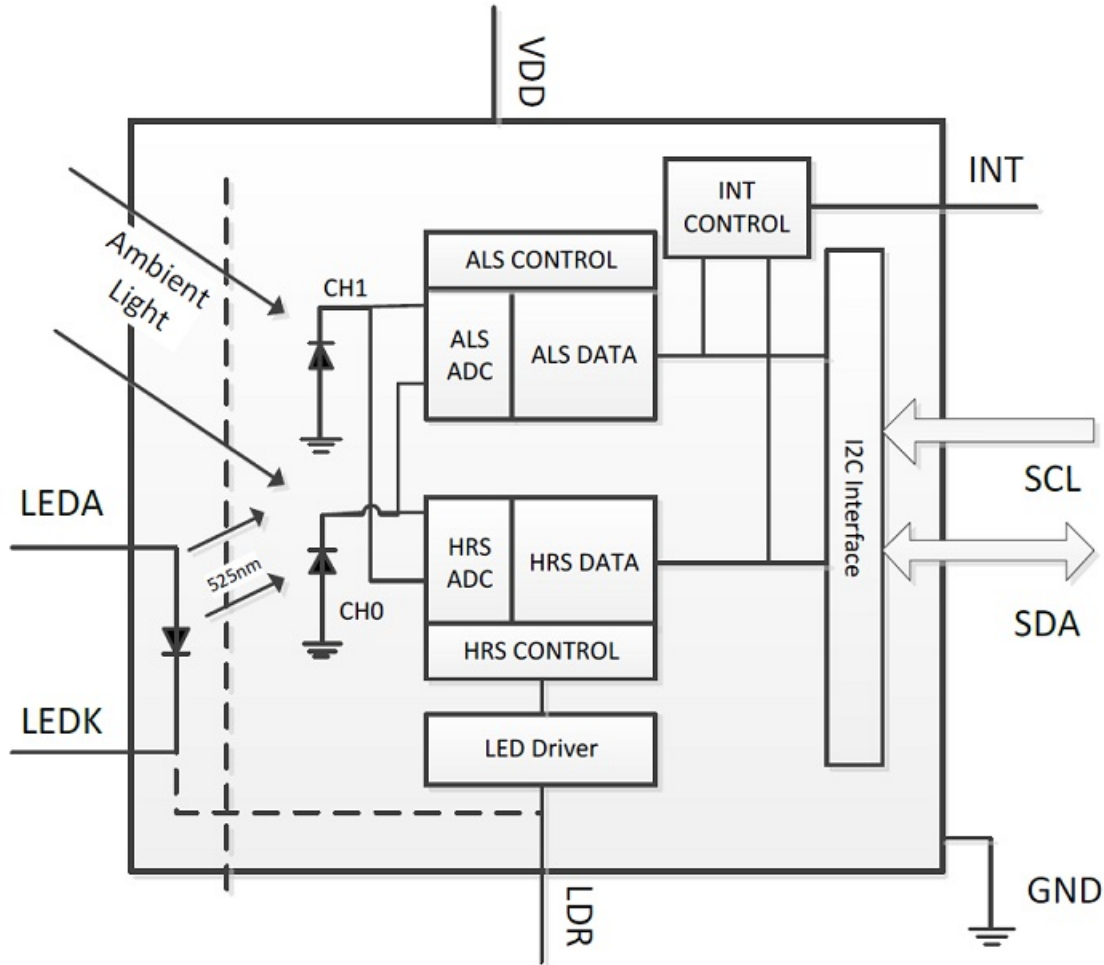 VDD
INT
INT
CONTROL
Ambient
Light
ALS CONTROL
CH1
ALS
ADC
ALS DATA
I2C Interface
SCL
LEDA
HRS
ADC
HRS DATA
525nm
CH0
SDA
HRS CONTROL
LEDK
LED Driver
GND
LDR